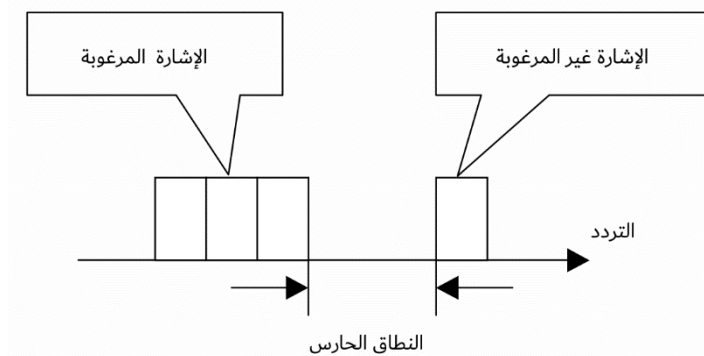 الإشارة غير المرغوبة
الإشارة المرغوبة
التردد
النطاق الحارس